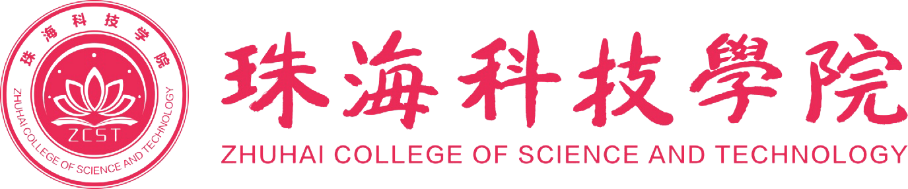 珠海科技学院
ZCST
ZHUHAI COLLEGE OF SCIENCE AND TECHNOLOGY
珠海科技學院
ZHUHAI COLLEGE OF SCIENCE AND TECHNOLOGY